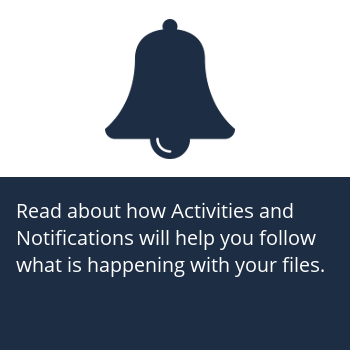 Read about how Activities and
Notifications will help you follow
what is happening with your files.